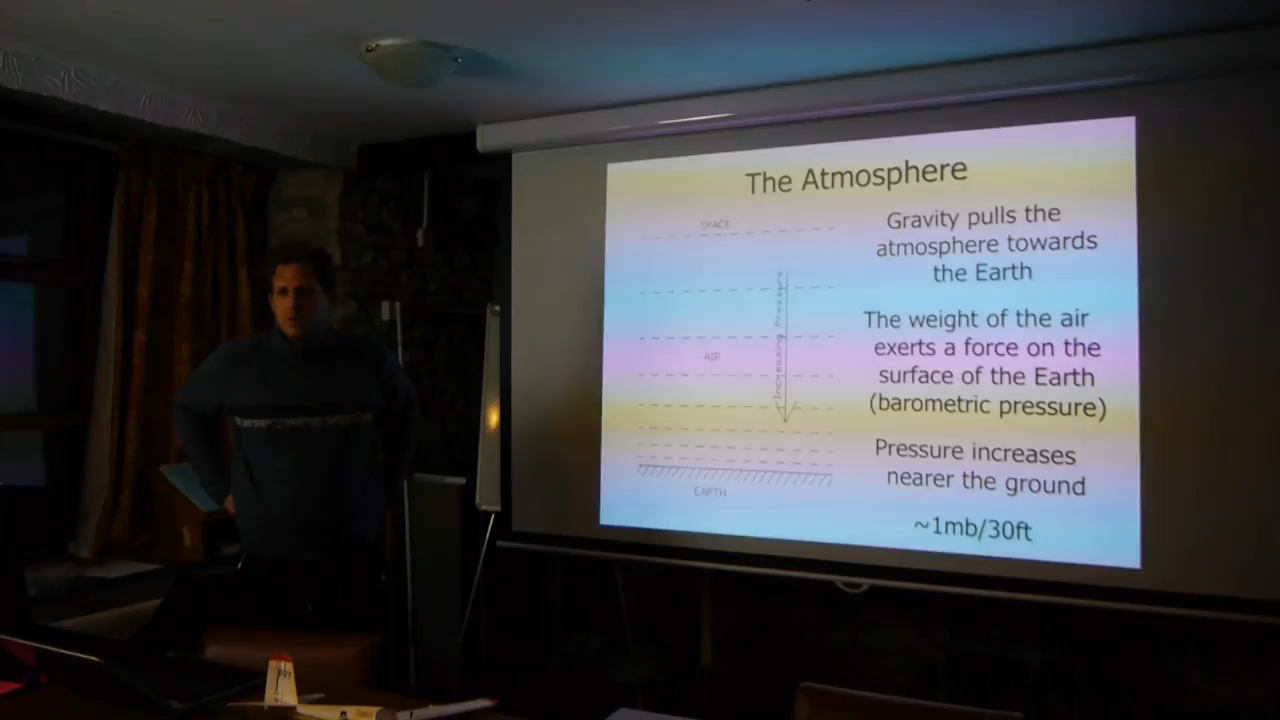 The Atmosphere
SPACE
Increasing Pressure
AIR
EARTH
Gravity pulls the
atmosphere towards
the Earth
The weight of the air
exerts a force on the
surface of the Earth
(barometric pressure)
Pressure increases
nearer the ground
~1mb/30ft